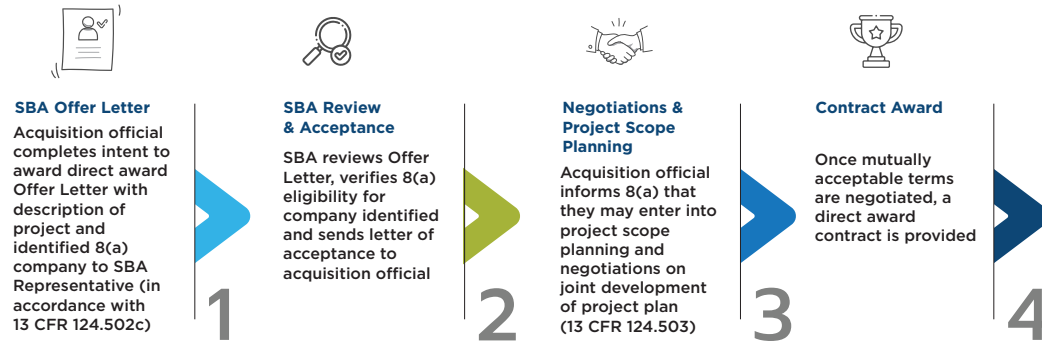 SBA Offer Letter
Acquisition official
completes intent to
award direct award
Offer Letter with
description of
project and
identified 8(a)
company to SBA
Representative (in
accordance with
13 CFR 124.502c)
1
SBA Review
& Acceptance
SBA reviews Offer
Letter, verifies 8(a)
eligibility for
company identified
and sends letter of
acceptance to
acquisition official
2
Negotiations &
Project Scope
Planning
Acquisition official
informs 8(a) that
they may enter into
project scope
planning and
negotiations on
joint development
of project plan
(13 CFR 124.503)
3
Contract Award
Once mutually
acceptable terms
are negotiated, a
direct award
contract is provided
4